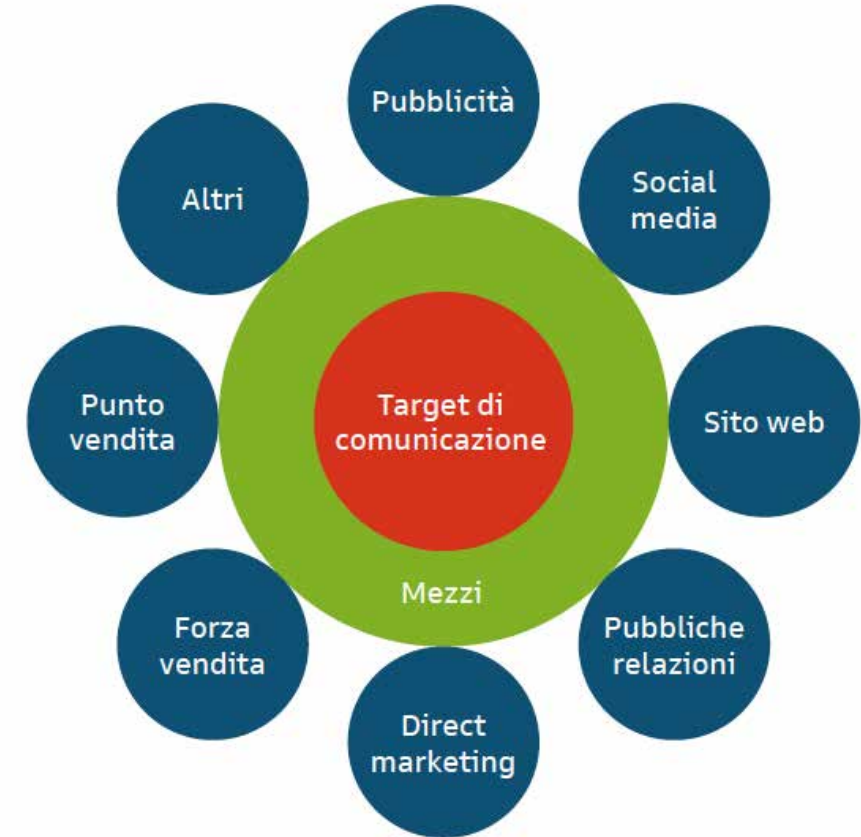 Pubblicità
Social
media
Altri
Punto
vendita
Target di
comunicazione
Sito web
Mezzi
Forza
vendita
Pubbliche
relazioni
Direct
marketing